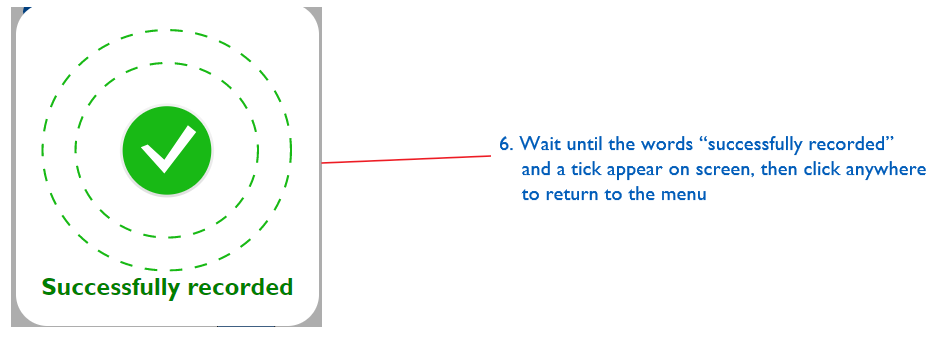 Successfully recorded
6. Wait until the words “successfully recorded”
and a tick appear on screen, then click anywhere
to return to the menu